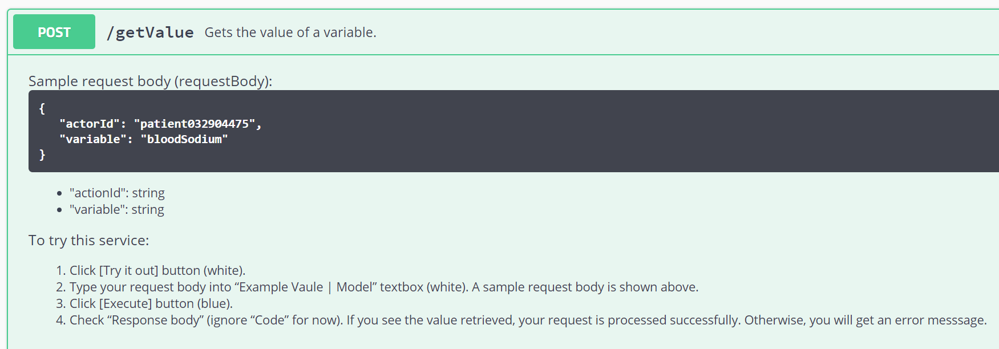 POST /getValue Gets the value of a variable.
Sample request body (requestBody):
{
"actorId": "patient032904475",
"variable": "bloodSodium"
}
• "actionId": string
• "variable": string
To try this service:
1. Click [Try it out] button (white).
2. Type your request body into “Example Vaule | Model” textbox (white). A sample request body is shown above.
3. Click [Execute] button (blue).
4. Check “Response body” (ignore “Code” for now). If you see the value retrieved, your request is processed successfully. Otherwise, you will get an error messsage.